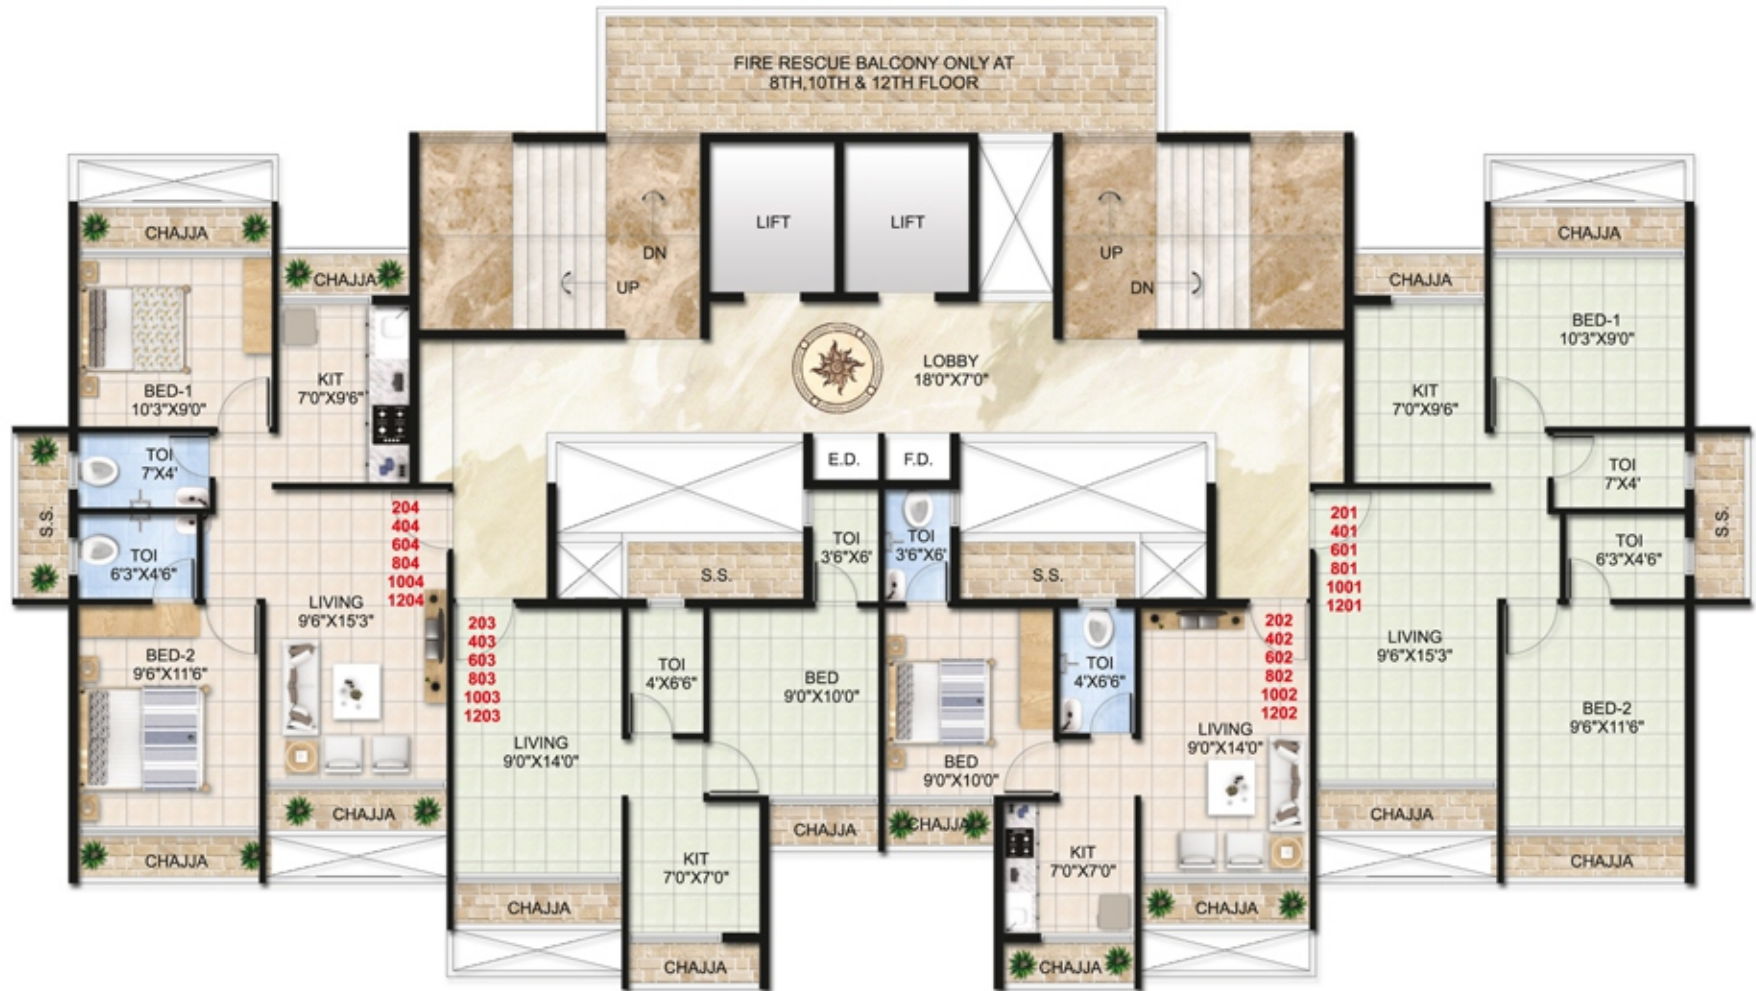 FIRE RESCUE BALCONY ONLY AT
8TH,10TH & 12TH FLOOR
LIFT
LIFT
DN
UP
UP
DN
CHAJJA
CHAJJA
BED-1
10'3"X9'0"
KIT
7'0"X9'6"
TOI
7'X4'
S.S.
TOI
6'3"X4'6"
204
404
604
804
1004
1204
LIVING
9'6"X15'3"
BED-2
9'6"X11'6"
CHAJJA
CHAJJA
LOBBY
18'0"X7'0"
E.D.
F.D.
TOI
3'6"X6'
TOI
3'6"X6'
S.S.
S.S.
203
403
603
803
1003
1203
TOI
4'X6'6"
BED
9'0"X10'0"
LIVING
9'0"X14'0"
KIT
7'0"X7'0"
CHAJJA
CHAJJA
CHAJJA
202
402
602
802
1002
1202
TOI
4'X6'6"
LIVING
9'0"X14'0"
BED
9'0"X10'0"
CHAJJA
KIT
7'0"X7'0"
CHAJJA
CHAJJA
CHAJJA
CHAJJA
BED-1
10'3"X9'0"
KIT
7'0"X9'6"
TOI
7'X4'
S.S.
TOI
6'3"X4'6"
201
401
601
801
1001
1201
LIVING
9'6"X15'3"
BED-2
9'6"X11'6"
CHAJJA
CHAJJA